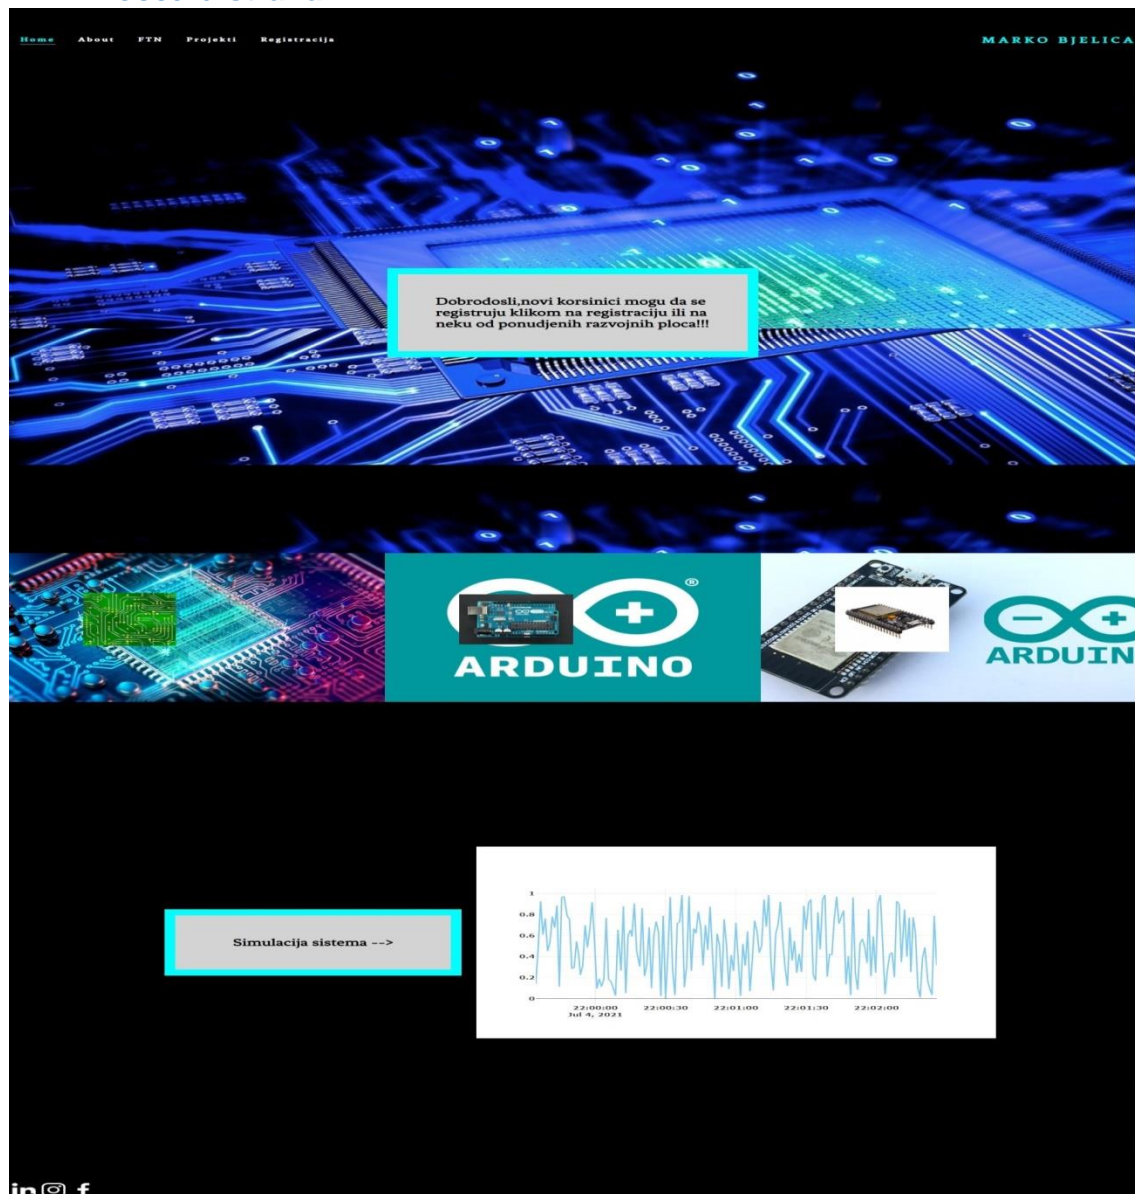 Home About FTN Projekti Registracija
MARKO BJELICA
Dobrodosli,novi korsinici mogu da se
registruju klikom na registraciju ili na
neku od ponudjenih razvojnih ploca!!!
ARDUINO
ARDUIN
Simulacija sistema -->
1
0.8
0.6
0.4
0.2
0
22:00:00 22:00:30 22:01:00 22:01:30 22:02:00
Jul 4, 2021
in f